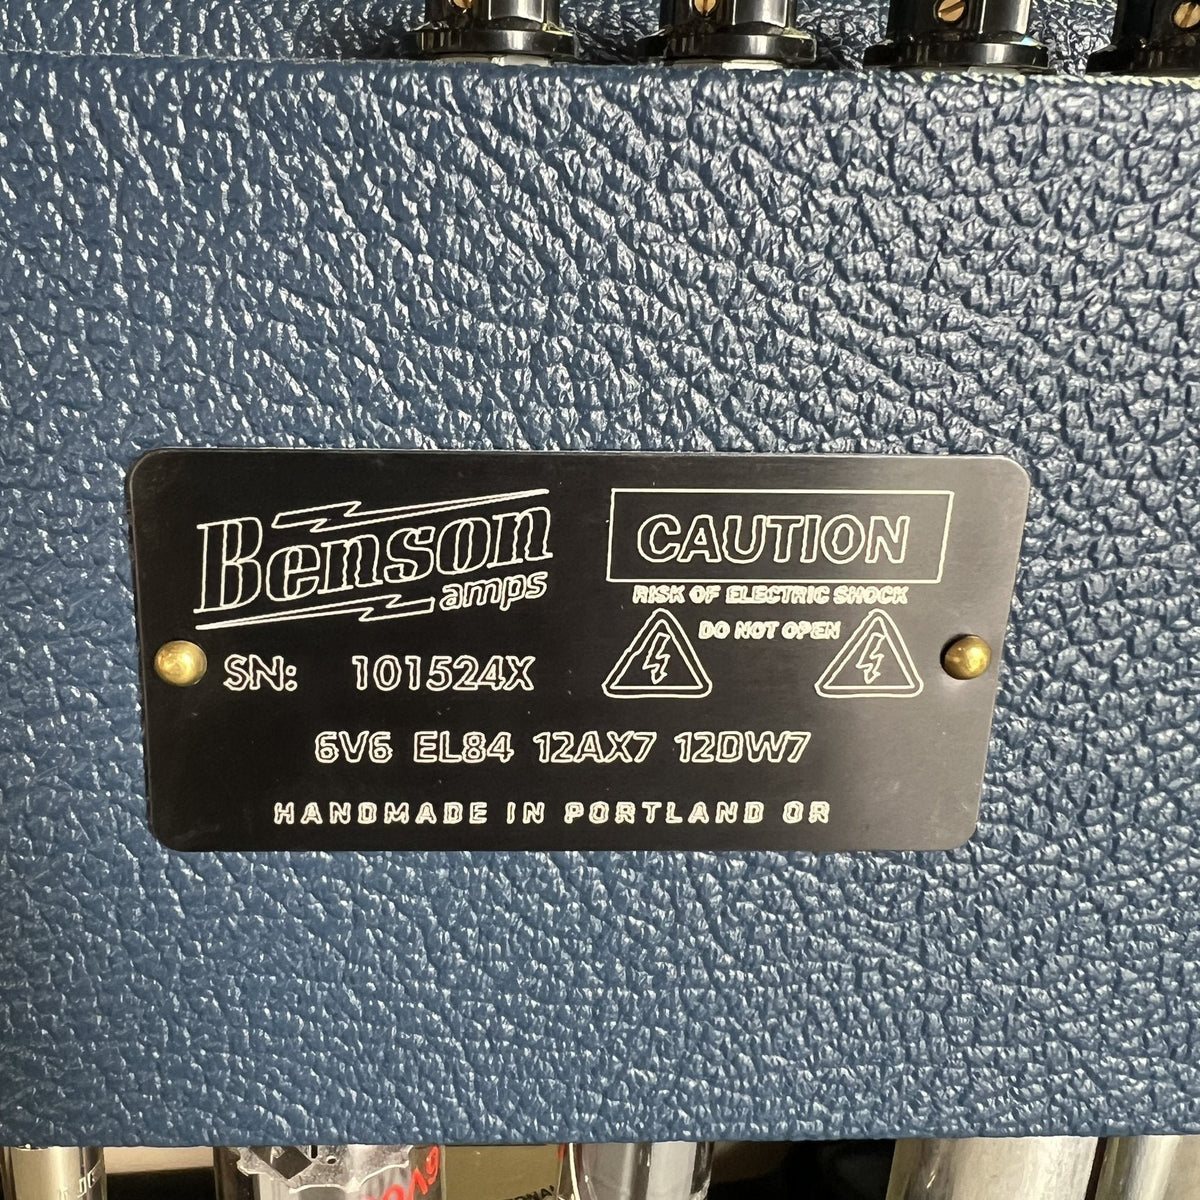 Benson
amps
CAUTION
RISK OF ELECTRIC SHOCK
DO NOT OPEN
SN: 101524X
6V6 EL84 12AX7 12DW7
HANDMADE IN PORTLAND OR